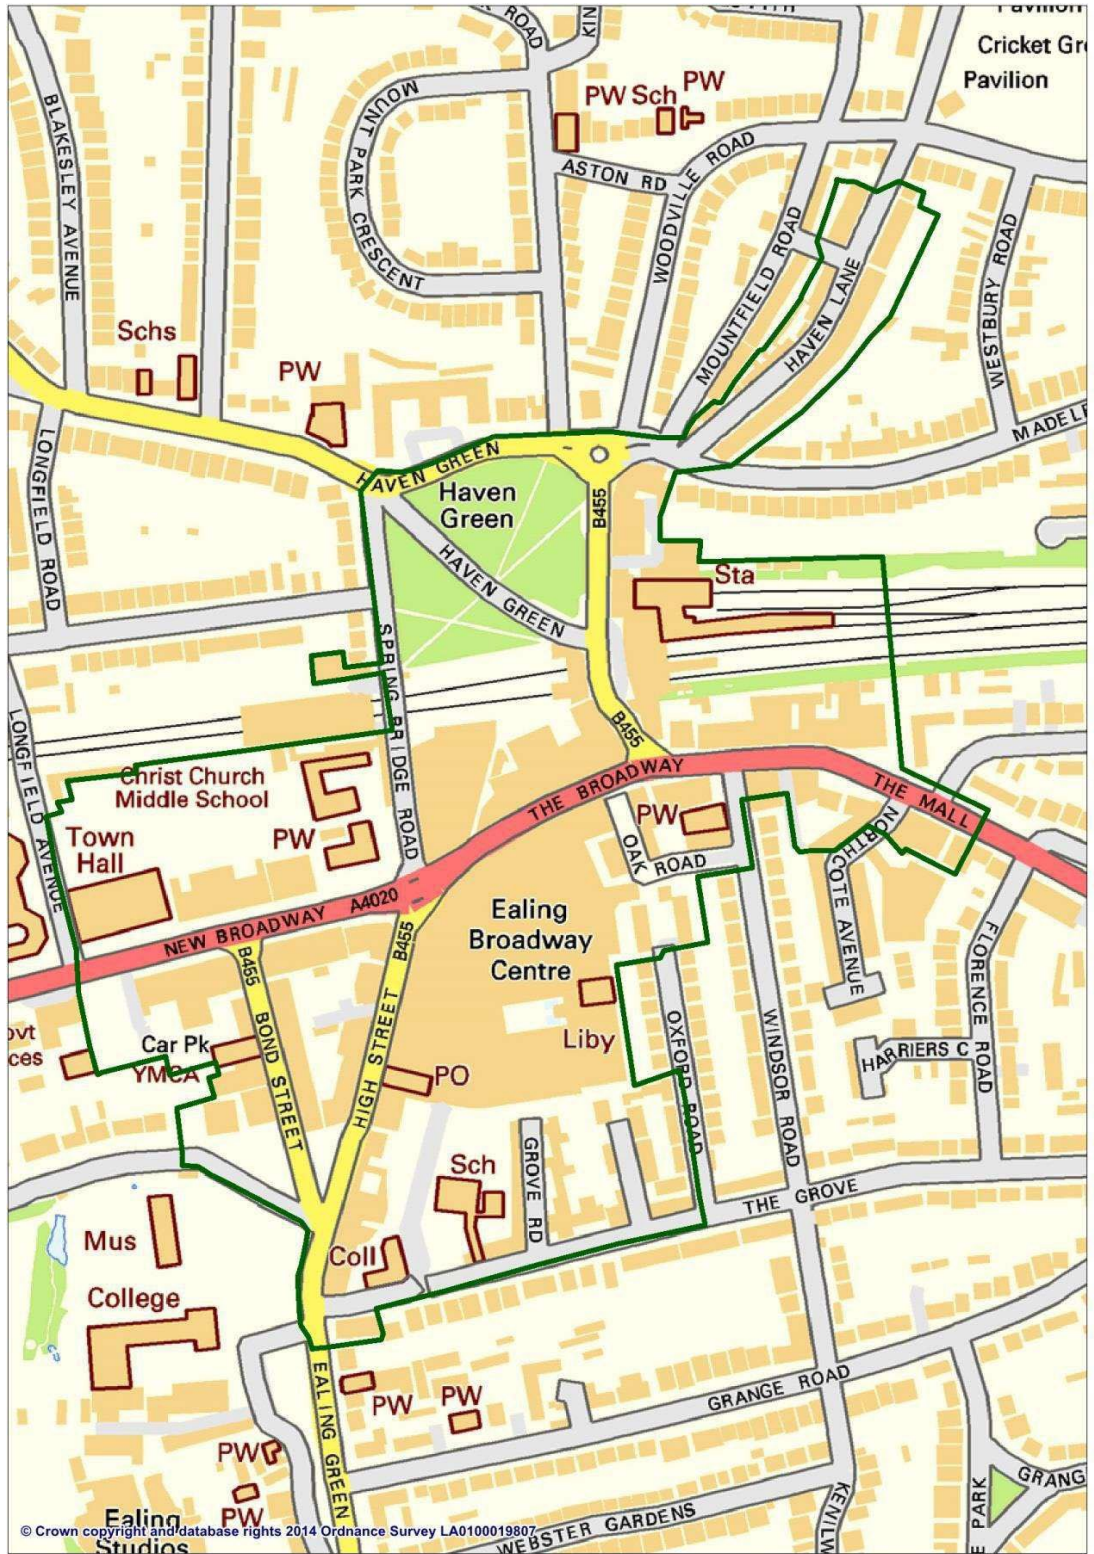 ROAD
KIN
Pavilion
Cricket Gr
Pavilion
BLAKESLEY AVENUE
MOUNT PARK CRESCENT
PW
Sch
PW
ASTON RD
WOODVILLE ROAD
MOUNTFIELD ROAD
HAVEN LANE
WESTBURY ROAD
Schs
PW
MADELE
LONGFIELD ROAD
HAVEN GREEN
Haven
Green
B455
HAVEN GREEN
Sta
SPRING BRIDGE ROAD
LONGFIELD AVENUE
B455
Christ Church
Middle School
THE BROADWAY
THE MALL
Town
Hall
PW
PW
OAK ROAD
NORTHCOTE AVENUE
NEW BROADWAY
A4020
Ealing
Broadway
Centre
B455
B455
FLORENCE ROAD
Liby
OXFORD ROAD
WINDSOR ROAD
HARRIERS C
ovt
ces
Car Pk
YMCA
BOND STREET
HIGH STREET
PO
GROVE RD
Sch
THE GROVE
Mus
Coll
College
EALING GREEN
PW
PW
GRANGE ROAD
PW
PW
Ealing
Studios
WEBSTER GARDENS
KENILW
E PARK
GRANG
© Crown copyright and database rights 2014 Ordnance Survey LA0100019807